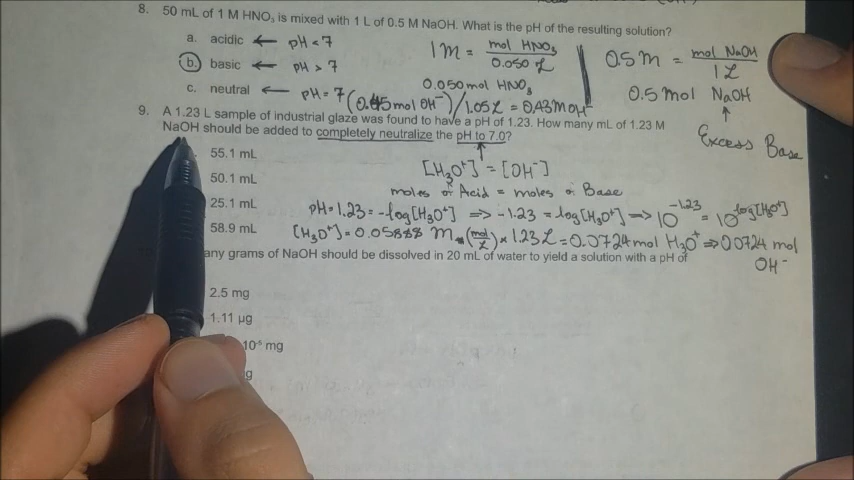 8. 50 mL of 1 M HNO₃ is mixed with 1 L of 0.5 M NaOH. What is the pH of the resulting solution?
a. acidic ← pH < 7
b. basic ← pH > 7
c. neutral ← pH = 7
1M = mol HNO₃ / 0.050 L
0.050 mol HNO₃
(0.45 mol OH⁻)/1.05L = 0.43 M OH⁻
0.5M = mol NaOH / 1L
0.5 mol NaOH
↑
Excess Base
9. A 1.23 L sample of industrial glaze was found to have a pH of 1.23. How many mL of 1.23 M
NaOH should be added to completely neutralize the pH to 7.0?
55.1 mL
50.1 mL
25.1 mL
58.9 mL
[H₃O⁺] = [OH⁻]
moles of Acid = moles of Base
pH = 1.23 = -log[H₃O⁺] => -1.23 = log[H₃O⁺] => 10^-1.23 = 10^log[H₃O⁺]
[H₃O⁺] = 0.0588 M (mol/L) × 1.23L = 0.0724 mol H₃O⁺ => 0.0724 mol
OH⁻
any grams of NaOH should be dissolved in 20 mL of water to yield a solution with a pH of
2.5 mg
1.11 µg
10⁻⁵ mg
g